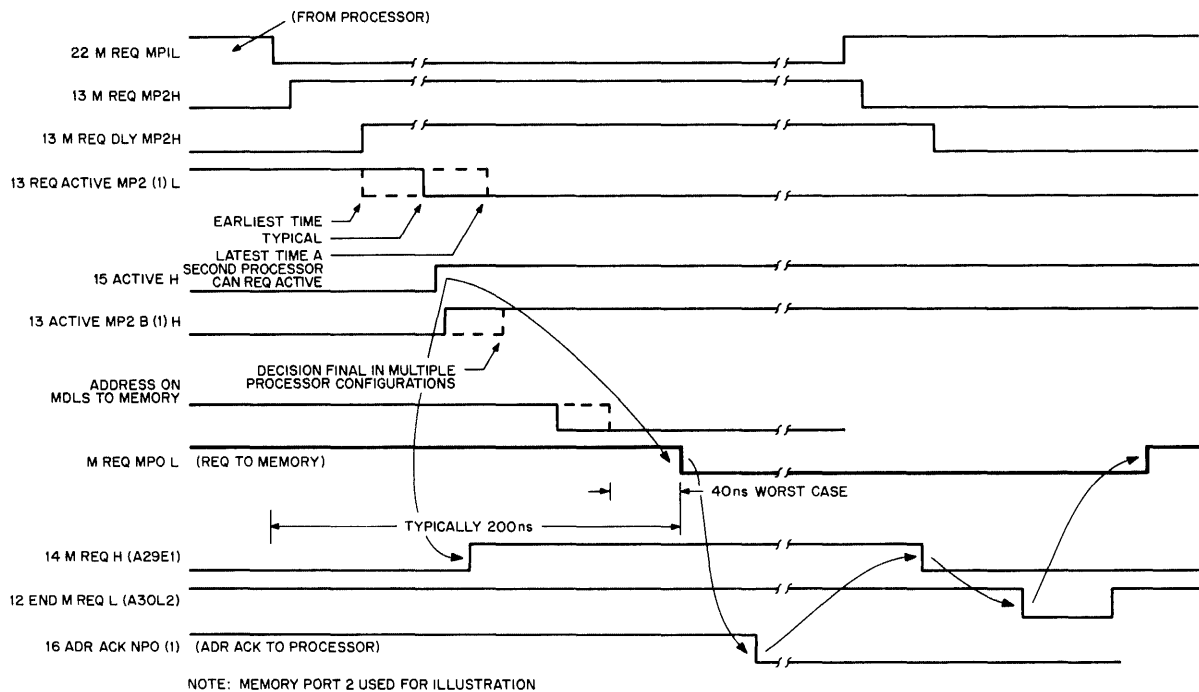 (FROM PROCESSOR)
22 M REQ MPIL
13 M REQ MP2H
13 M REQ DLY MP2H
13 REQ ACTIVE MP2 (1) L
EARLIEST TIME
TYPICAL
LATEST TIME A
SECOND PROCESSOR
CAN REQ ACTIVE
15 ACTIVE H
13 ACTIVE MP2 B (1) H
DECISION FINAL IN MULTIPLE
PROCESSOR CONFIGURATIONS
ADDRESS ON
MDLS TO MEMORY
M REQ MPO L (REQ TO MEMORY)
40ns WORST CASE
TYPICALLY 200ns
14 M REQ H (A29E1)
12 END M REQ L (A30L2)
16 ADR ACK NPO (1) (ADR ACK TO PROCESSOR)
NOTE: MEMORY PORT 2 USED FOR ILLUSTRATION